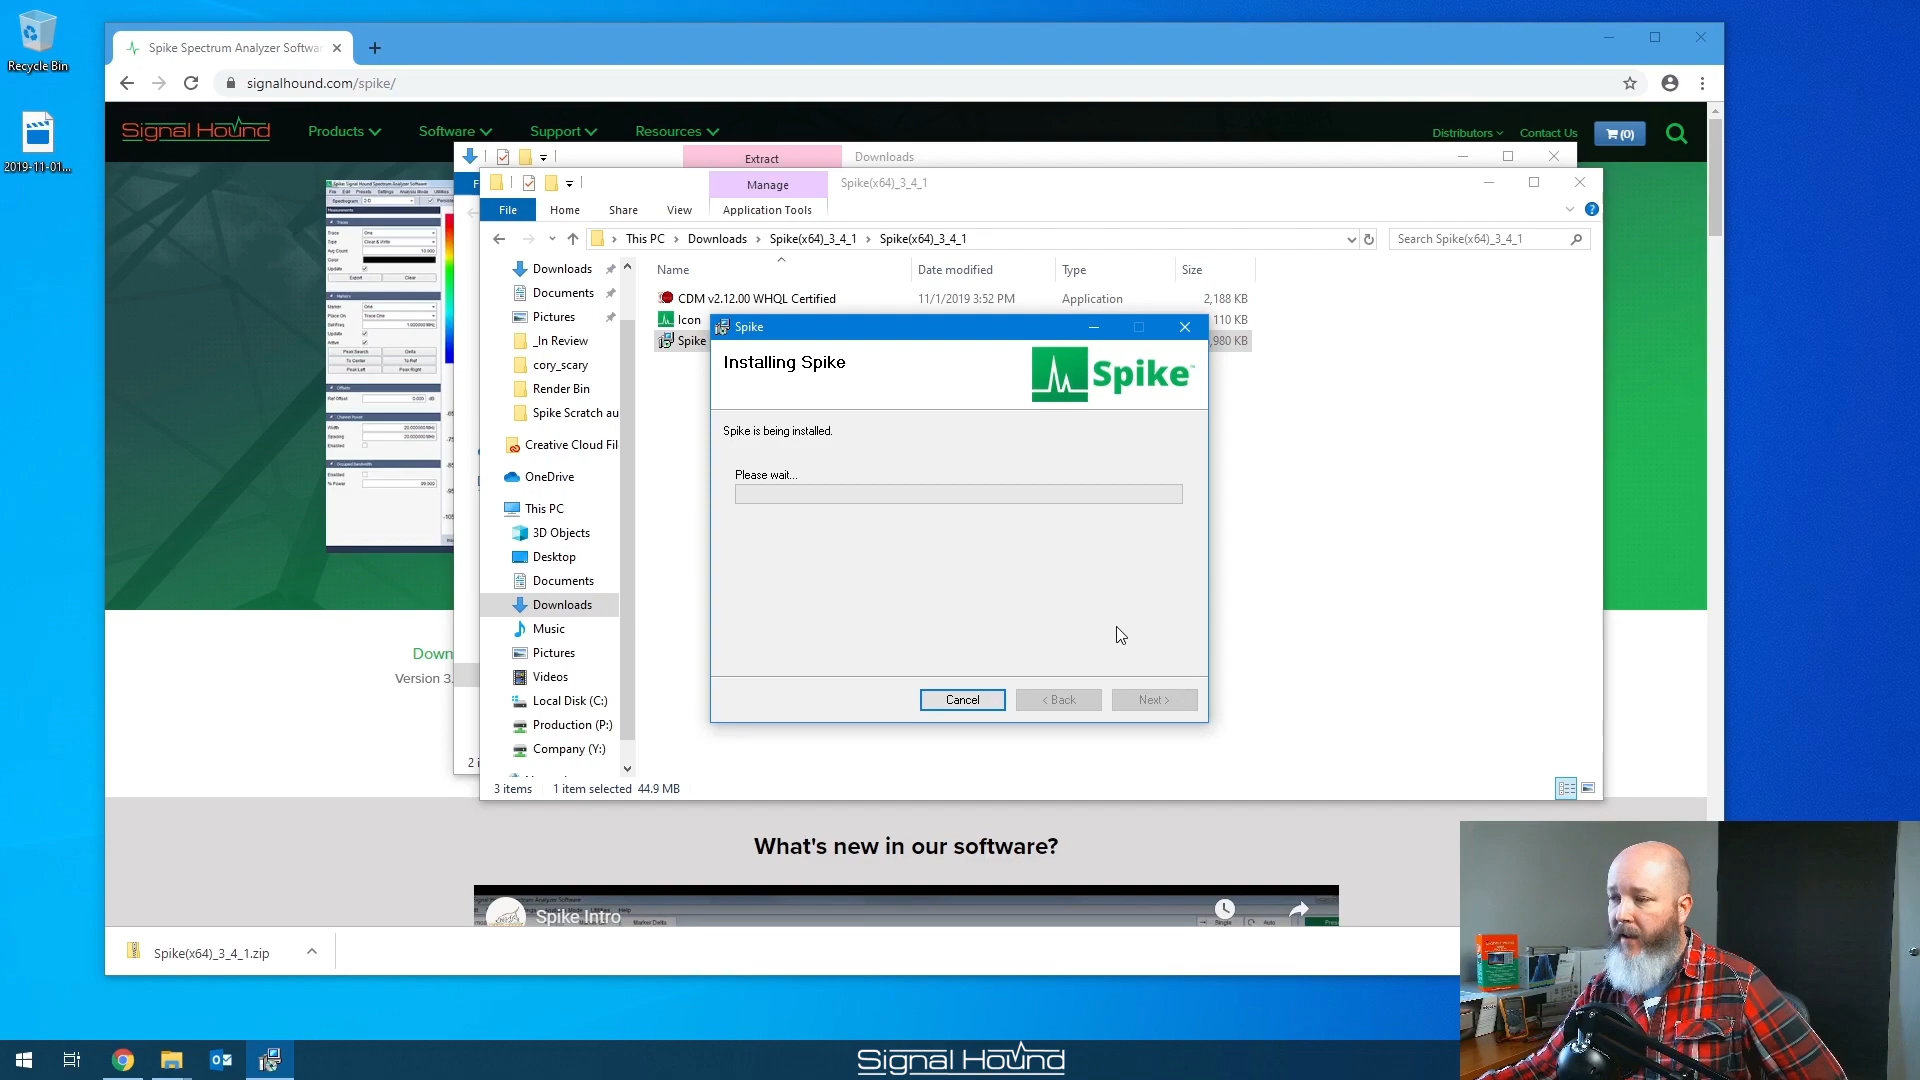 Recycle Bin
2019-11-01...
Spike Spectrum Analyzer Softwa
signalhound.com/spike/
Signal Hound
Products
Software
Support
Resources
Distributors
Contact Us
(0)
Extract
Downloads
Manage
Spike(x64)_3_4_1
File
Home
Share
View
Application Tools
This PC
Downloads
Spike(x64)_3_4_1
Spike(x64)_3_4_1
Search Spike(x64)_3_4_1
Name
Date modified
Type
Size
CDM v2.12.00 WHQL Certified
11/1/2019 3:52 PM
Application
2,188 KB
Icon
110 KB
Spike
,980 KB
Downloads
Documents
Pictures
_In Review
cory_scary
Render Bin
Spike Scratch au
Creative Cloud Fil
OneDrive
This PC
3D Objects
Desktop
Documents
Downloads
Music
Pictures
Videos
Local Disk (C:)
Production (P:)
Company (Y:)
3 items
1 item selected 44.9 MB
Spike
Installing Spike
Spike™
Spike is being installed.
Please wait...
Cancel
< Back
Next >
Down
Version 3.
2 i
What's new in our software?
Spike Intro
Spike(x64)_3_4_1.zip
Signal Hound